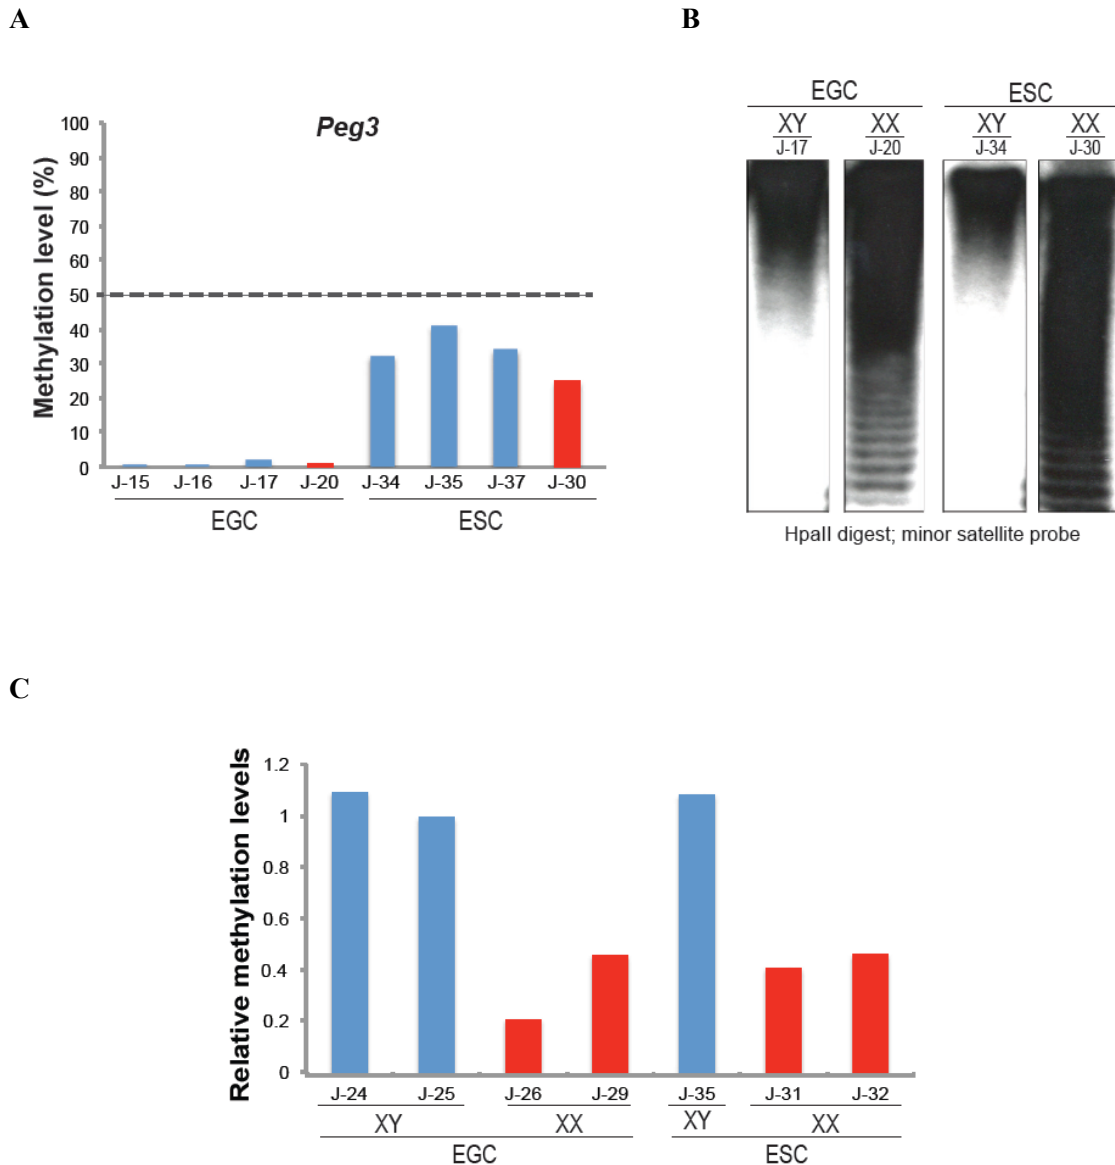 A
B
Peg3
Methylation level (%)
100
90
80
70
60
50
40
30
20
10
0
J-15 J-16 J-17 J-20 J-34 J-35 J-37 J-30
EGC ESC
EGC ESC
XY XX XY XX
J-17 J-20 J-34 J-30
HpaII digest; minor satellite probe
C
Relative methylation levels
1.2
1
0.8
0.6
0.4
0.2
0
J-24 J-25 J-26 J-29 J-35 J-31 J-32
XY XX XY XX
EGC ESC